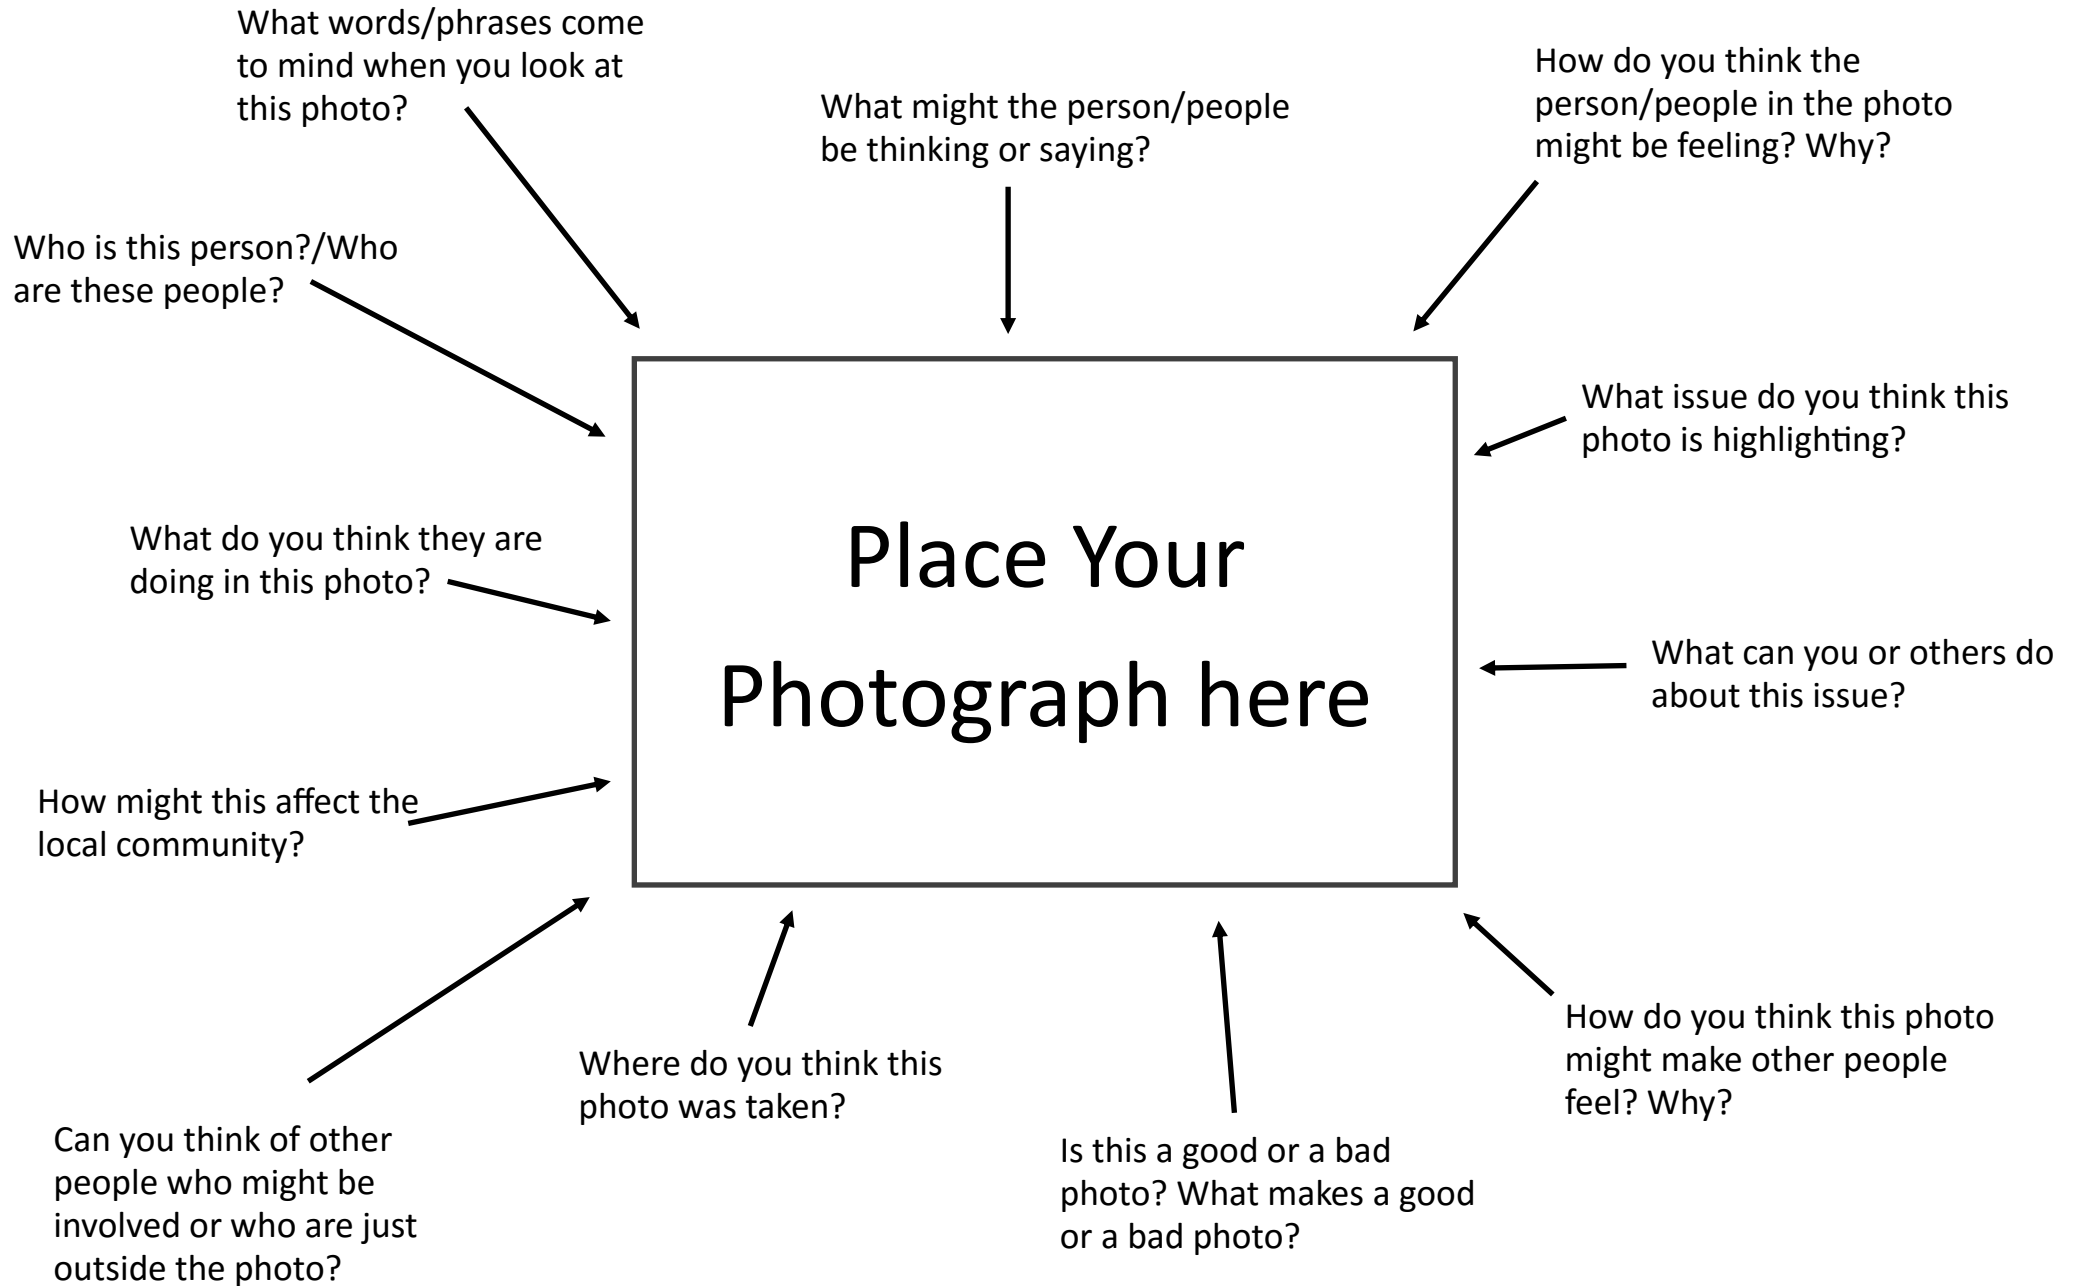 What words/phrases come
to mind when you look at
this photo?
What might the person/people
be thinking or saying?
How do you think the
person/people in the photo
might be feeling? Why?
Who is this person?/Who
are these people?
What issue do you think this
photo is highlighting?
What do you think they are
doing in this photo?
Place Your
Photograph here
What can you or others do
about this issue?
How might this affect the
local community?
How do you think this photo
might make other people
feel? Why?
Where do you think this
photo was taken?
Can you think of other
people who might be
involved or who are just
outside the photo?
Is this a good or a bad
photo? What makes a good
or a bad photo?